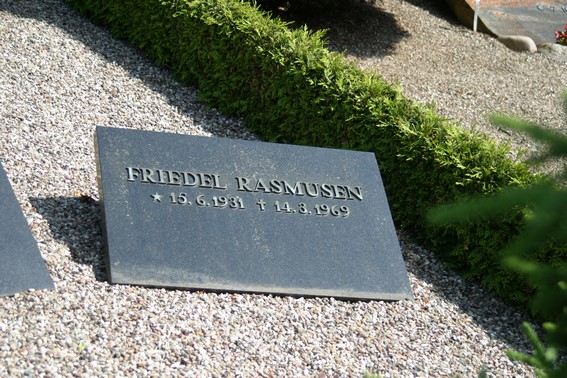 FRIEDEL RASMUSEN
* 15.6.1931 † 14.3.1969